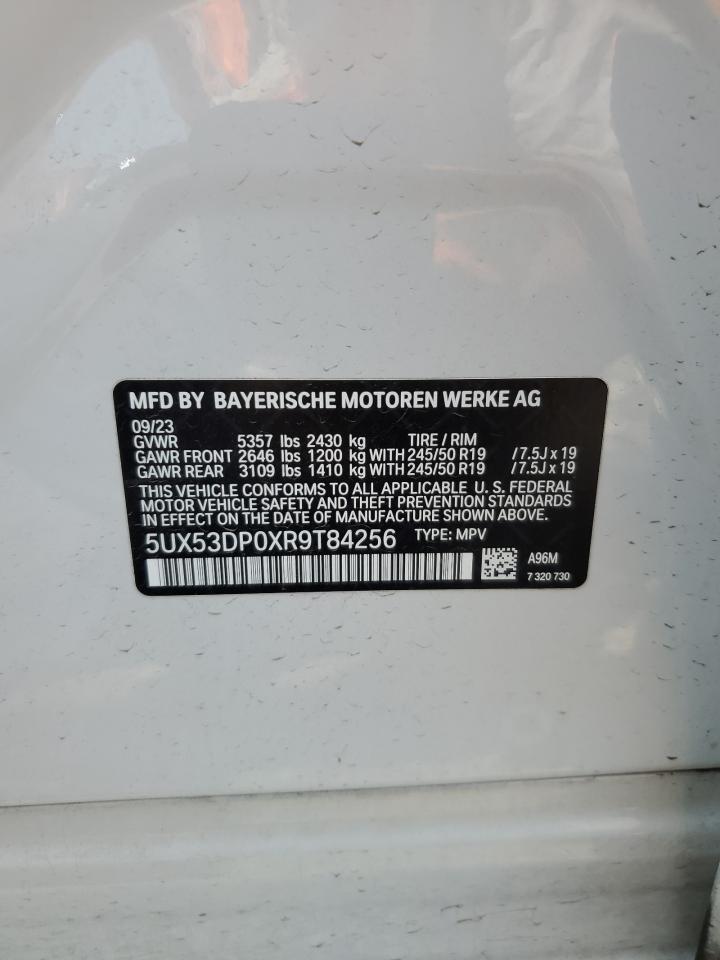 MFD BY BAYERISCHE MOTOREN WERKE AG
09/23
GVWR 5357 lbs 2430 kg TIRE / RIM
GAWR FRONT 2646 lbs 1200 kg WITH 245/50 R19 / 7.5J x 19
GAWR REAR 3109 lbs 1410 kg WITH 245/50 R19 / 7.5J x 19
THIS VEHICLE CONFORMS TO ALL APPLICABLE U. S. FEDERAL
MOTOR VEHICLE SAFETY AND THEFT PREVENTION STANDARDS
IN EFFECT ON THE DATE OF MANUFACTURE SHOWN ABOVE.
5UX53DP0XR9T84256 TYPE: MPV
A96M
7 320 730